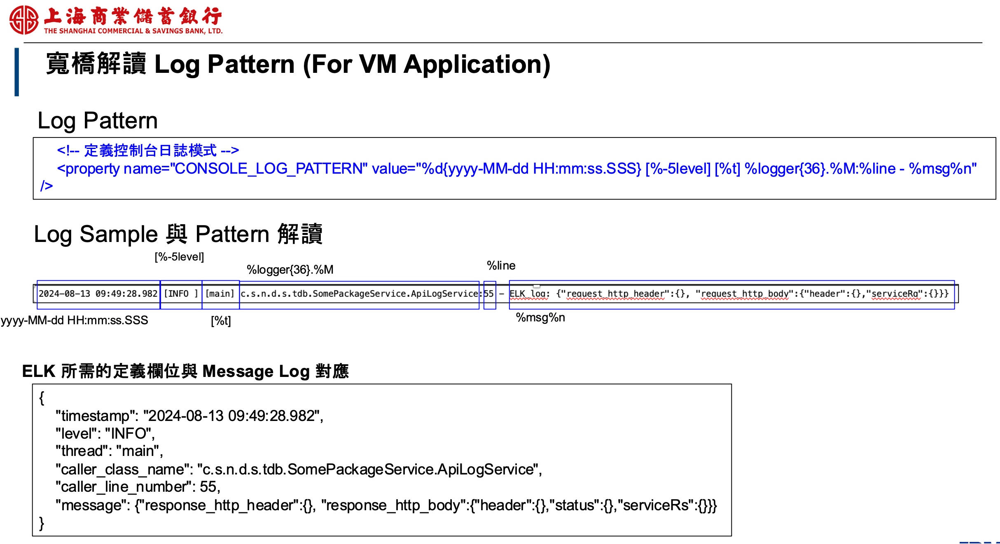 上海商業儲蓄銀行
THE SHANGHAI COMMERCIAL & SAVINGS BANK, LTD.
寬橋解讀 Log Pattern (For VM Application)
Log Pattern
<!-- 定義控制台日誌模式 -->
<property name="CONSOLE_LOG_PATTERN" value="%d{yyyy-MM-dd HH:mm:ss.SSS} [%-5level] [%t] %logger{36}.%M:%line - %msg%n"
/>
Log Sample 與 Pattern 解讀
[%-5level]
%logger{36}.%M
%line
2024-08-13 09:49:28.982 [INFO ] [main] c.s.n.d.s.tdb.SomePackageService.ApiLogService:55 - ELK log: {"request_http_header":{}, "request_http_body":{"header":{},"serviceRq":{}}}
yyyy-MM-dd HH:mm:ss.SSS
[%t]
%msg%n
ELK 所需的定義欄位與 Message Log 對應
{
"timestamp": "2024-08-13 09:49:28.982",
"level": "INFO",
"thread": "main",
"caller_class_name": "c.s.n.d.s.tdb.SomePackageService.ApiLogService",
"caller_line_number": 55,
"message": {"response_http_header":{}, "response_http_body":{"header":{},"status":{},"serviceRs":{}}}
}